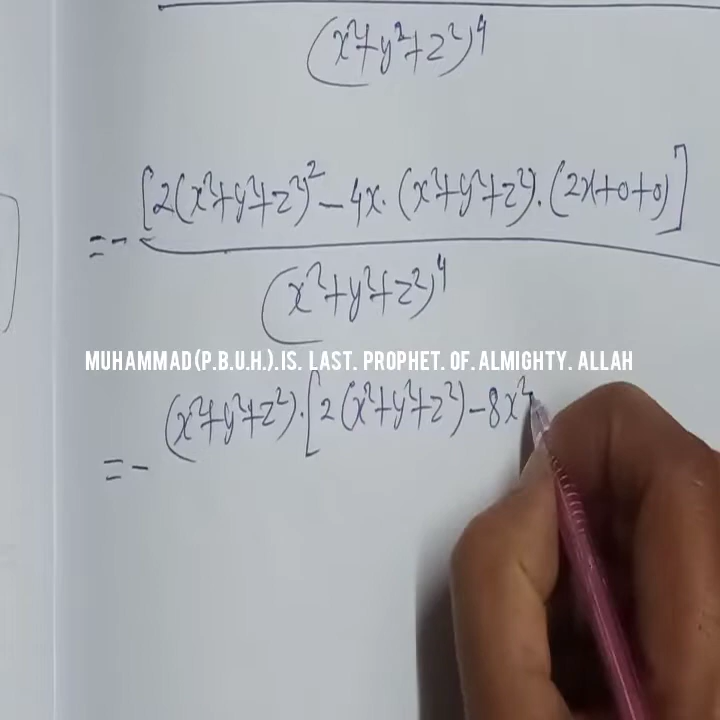 (x²+y²+z²)⁴
[2(x²+y²+z²)² - 4x. (x²+y²+z²). (2x+0+0)]
= -
(x²+y²+z²)⁴
MUHAMMAD(P.B.U.H.).IS. LAST. PROPHET. OF. ALMIGHTY. ALLAH
(x²+y²+z²).[2(x²+y²+z²) - 8x²
= -